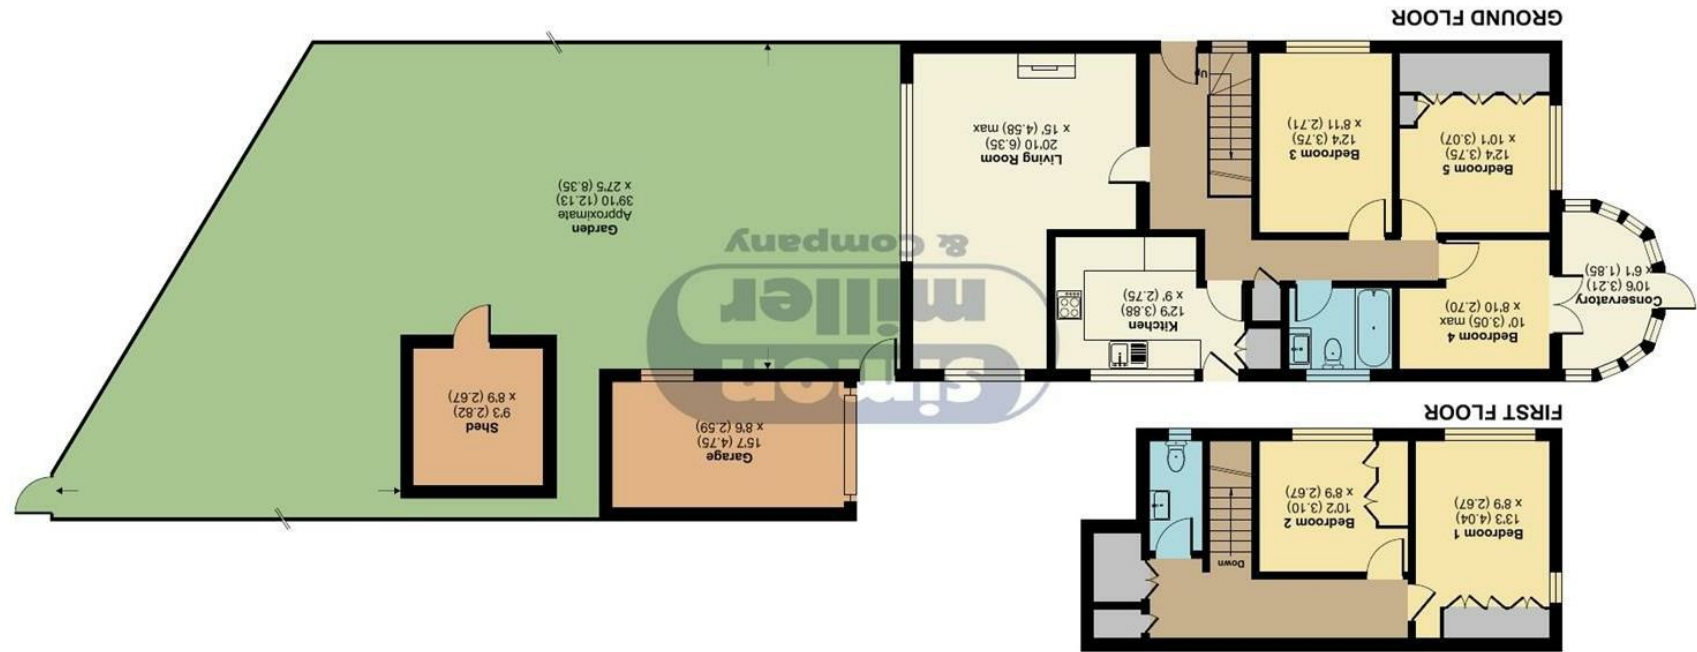 Down
Bedroom 1
13'3 (4.04)
x 8'9 (2.67)
Bedroom 2
10'2 (3.10)
x 8'9 (2.67)
FIRST FLOOR
Garage
15'7 (4.75)
x 8'6 (2.59)
Shed
9'3 (2.82)
x 8'9 (2.67)
simon
miller
& company
Conservatory
10'6 (3.21)
x 6'1 (1.85)
Bedroom 4
10' (3.05) max
x 8'10 (2.70)
Kitchen
12'9 (3.88)
x 9' (2.75)
Garden
Approximate
39'10 (12.13)
x 27'5 (8.35)
Bedroom 5
12'4 (3.75)
x 10'1 (3.07)
Bedroom 3
12'4 (3.75)
x 8'11 (2.71)
Living Room
20'10 (6.35)
x 15' (4.58) max
GROUND FLOOR